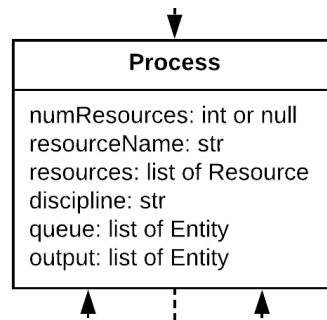 Process
numResources: int or null
resourceName: str
resources: list of Resource
discipline: str
queue: list of Entity
output: list of Entity